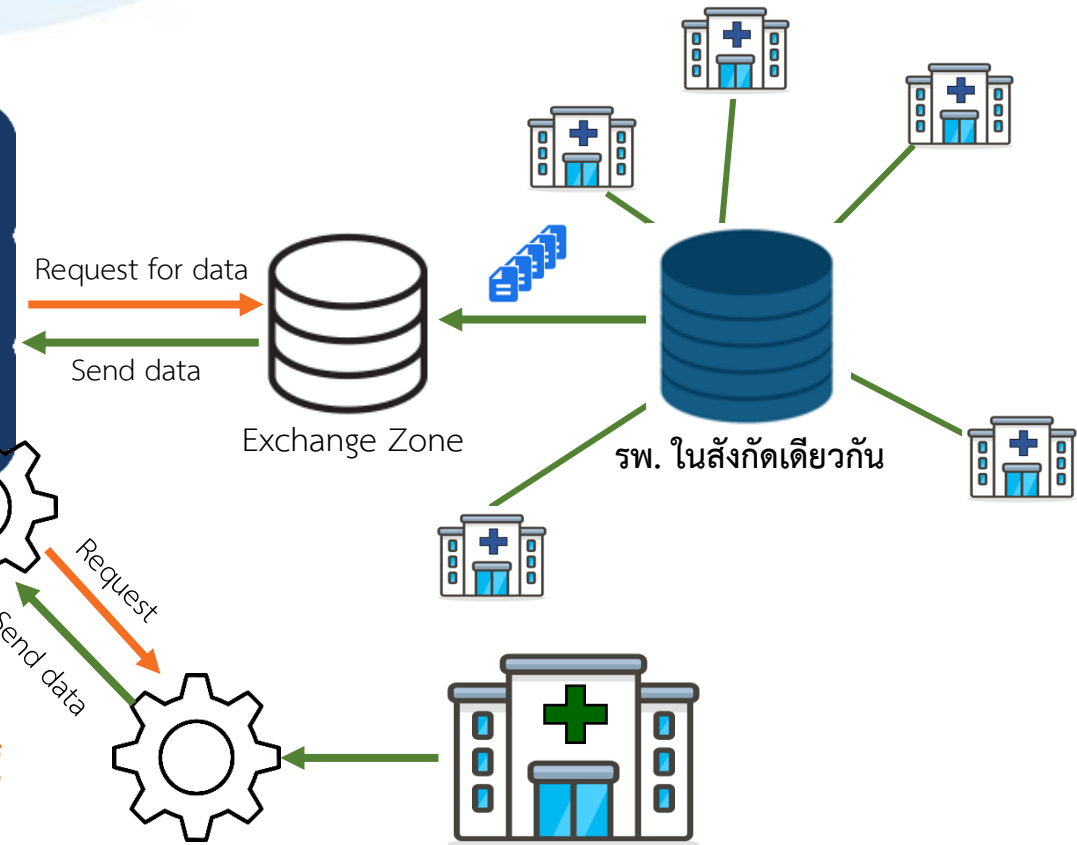 Request for data
Send data
Exchange Zone
รพ. ในสังกัดเดียวกัน
Request
Send data